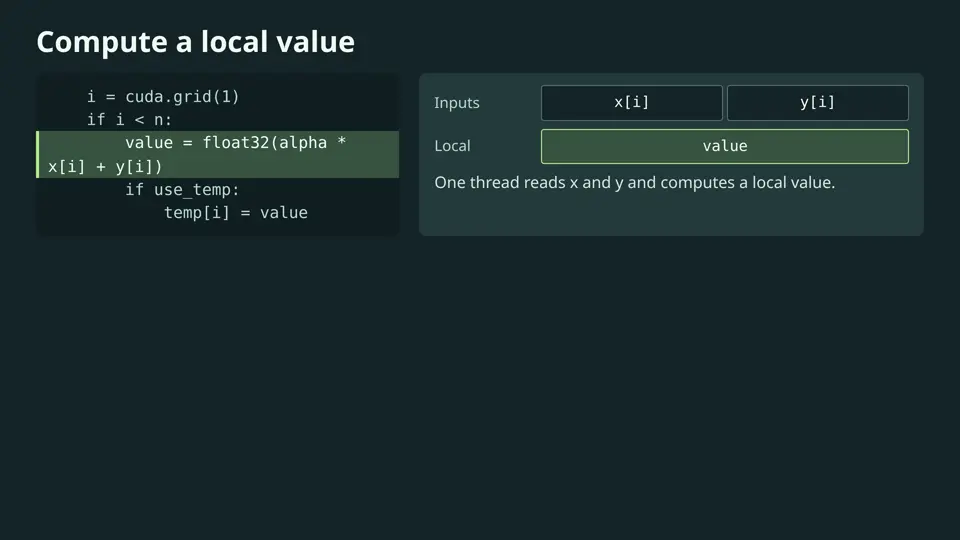 Compute a local value
i = cuda.grid(1)
if i < n:
value = float32(alpha *
x[i] + y[i])
if use_temp:
temp[i] = value
Inputs x[i] y[i]
Local value
One thread reads x and y and computes a local value.